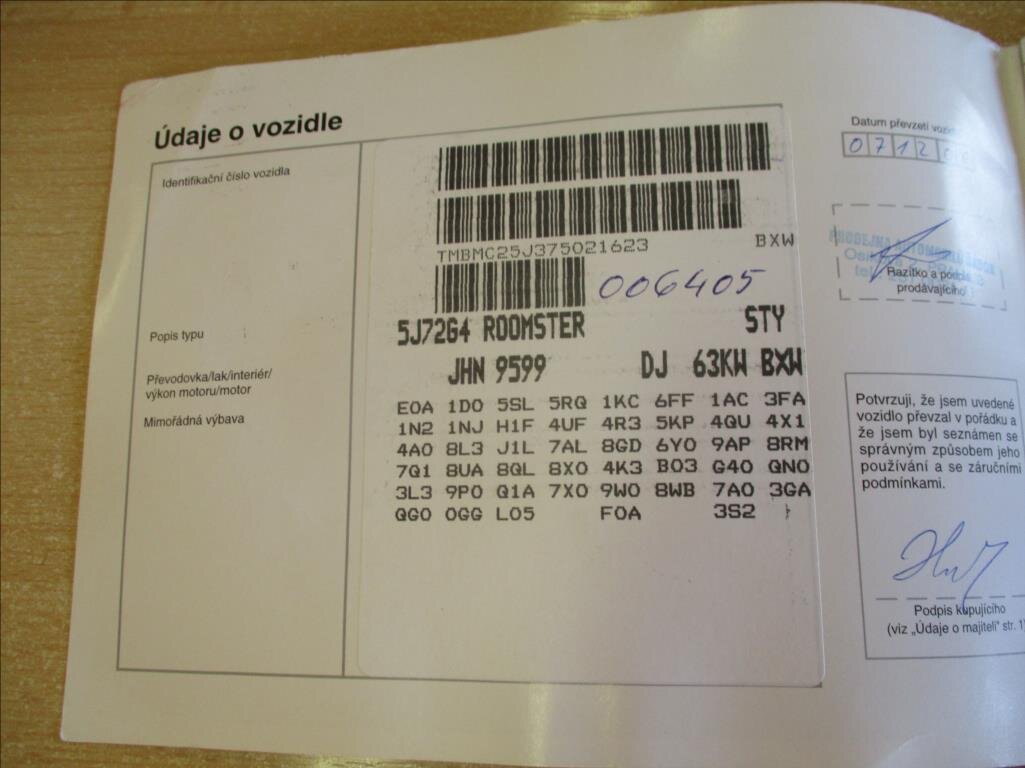 Údaje o vozidle
Identifikační číslo vozidla
TMBMC25J375021623 BXW
006405
Popis typu
5J72G4 ROOMSTER STY
Převodovka/lak/interiér/
výkon motoru/motor
JHN 9599 DJ 63KW BXW
Mimořádná výbava
E0A 1D0 5SL 5RQ 1KC 6FF 1AC 3FA
1N2 1NJ H1F 4UF 4R3 5KP 4QU 4X1
4A0 8L3 J1L 7AL 8GD 6Y0 9AP 8RM
7Q1 8UA 8QL 8X0 4K3 B03 G40 QN0
3L3 9P0 Q1A 7X0 9W0 8WB 7A0 3GA
QG0 0GG L05 F0A 3S2
Datum převzetí
0712
Razítko a podpis
prodávajícího
Potvrzuji, že jsem uvedené
vozidlo převzal v pořádku a
že jsem byl seznámen se
správným způsobem jeho
používání a se záručními
podmínkami.
Podpis kupujícího
(viz „Údaje o majiteli“ str. 1